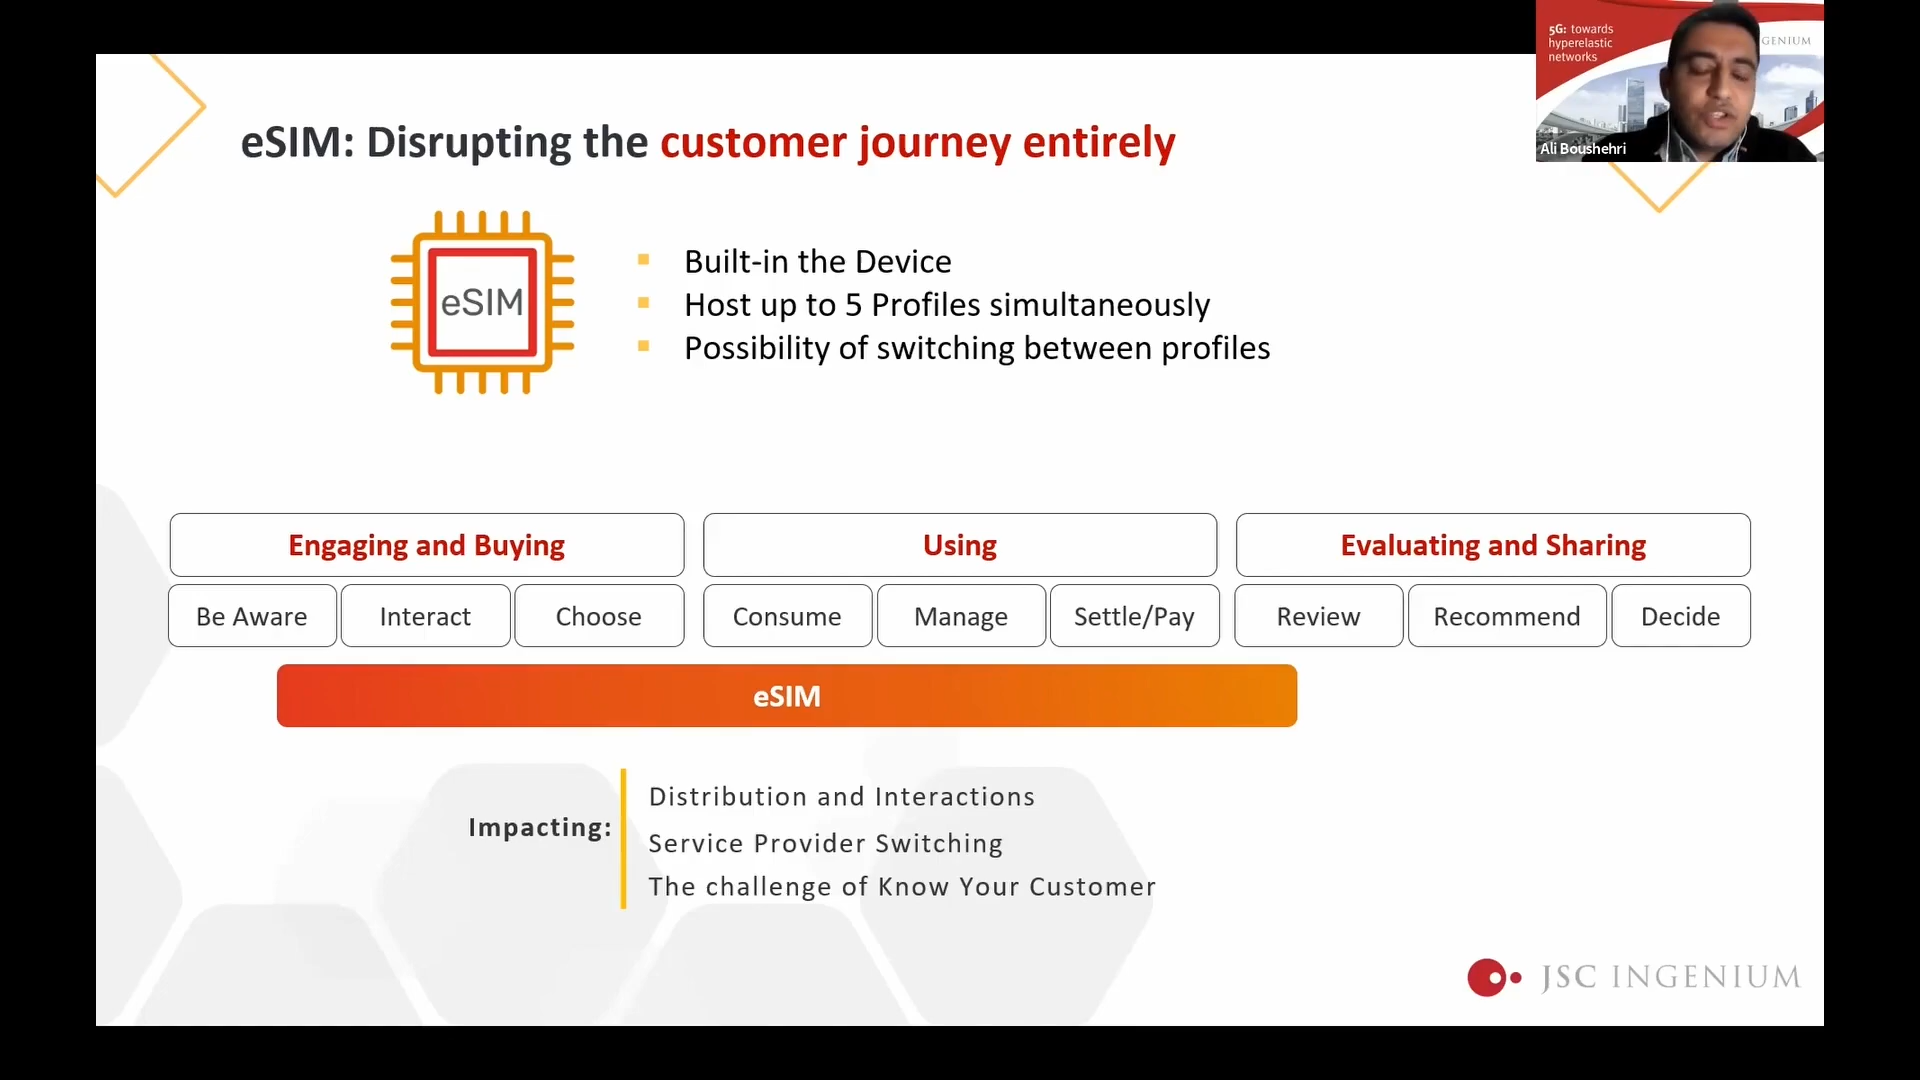 5G: towards
hyperelastic
networks
GENIUM
Ali Boushehri
eSIM: Disrupting the customer journey entirely
eSIM
Built-in the Device
Host up to 5 Profiles simultaneously
Possibility of switching between profiles
Engaging and Buying
Using
Evaluating and Sharing
Be Aware
Interact
Choose
Consume
Manage
Settle/Pay
Review
Recommend
Decide
eSIM
Impacting:
Distribution and Interactions
Service Provider Switching
The challenge of Know Your Customer
JSC INGENIUM